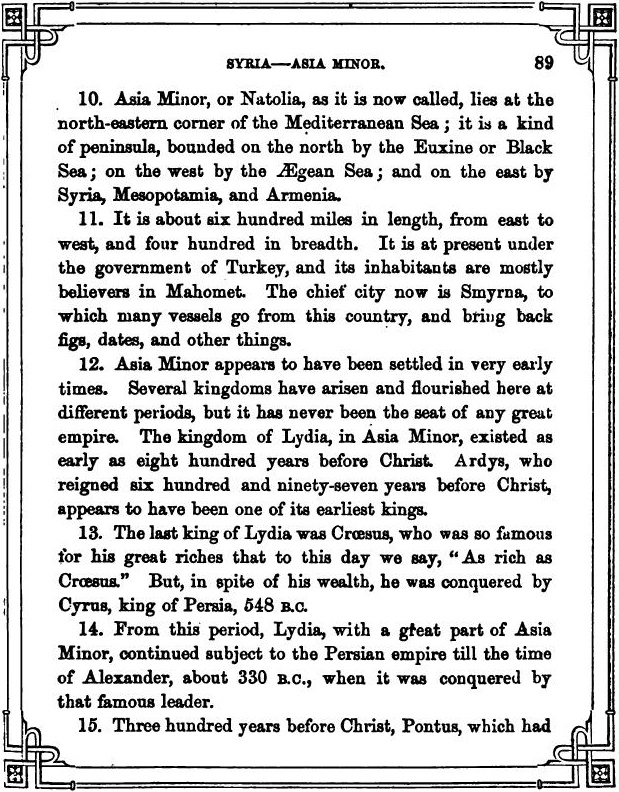 SYRIA—ASIA MINOR. 89
10. Asia Minor, or Natolia, as it is now called, lies at the
north-eastern corner of the Mediterranean Sea; it is a kind
of peninsula, bounded on the north by the Euxine or Black
Sea; on the west by the Ægean Sea; and on the east by
Syria, Mesopotamia, and Armenia.
11. It is about six hundred miles in length, from east to
west, and four hundred in breadth. It is at present under
the government of Turkey, and its inhabitants are mostly
believers in Mahomet. The chief city now is Smyrna, to
which many vessels go from this country, and bring back
figs, dates, and other things.
12. Asia Minor appears to have been settled in very early
times. Several kingdoms have arisen and flourished here at
different periods, but it has never been the seat of any great
empire. The kingdom of Lydia, in Asia Minor, existed as
early as eight hundred years before Christ. Ardys, who
reigned six hundred and ninety-seven years before Christ,
appears to have been one of its earliest kings.
13. The last king of Lydia was Crœsus, who was so famous
for his great riches that to this day we say, "As rich as
Crœsus." But, in spite of his wealth, he was conquered by
Cyrus, king of Persia, 548 B.C.
14. From this period, Lydia, with a great part of Asia
Minor, continued subject to the Persian empire till the time
of Alexander, about 330 B.C., when it was conquered by
that famous leader.
15. Three hundred years before Christ, Pontus, which had